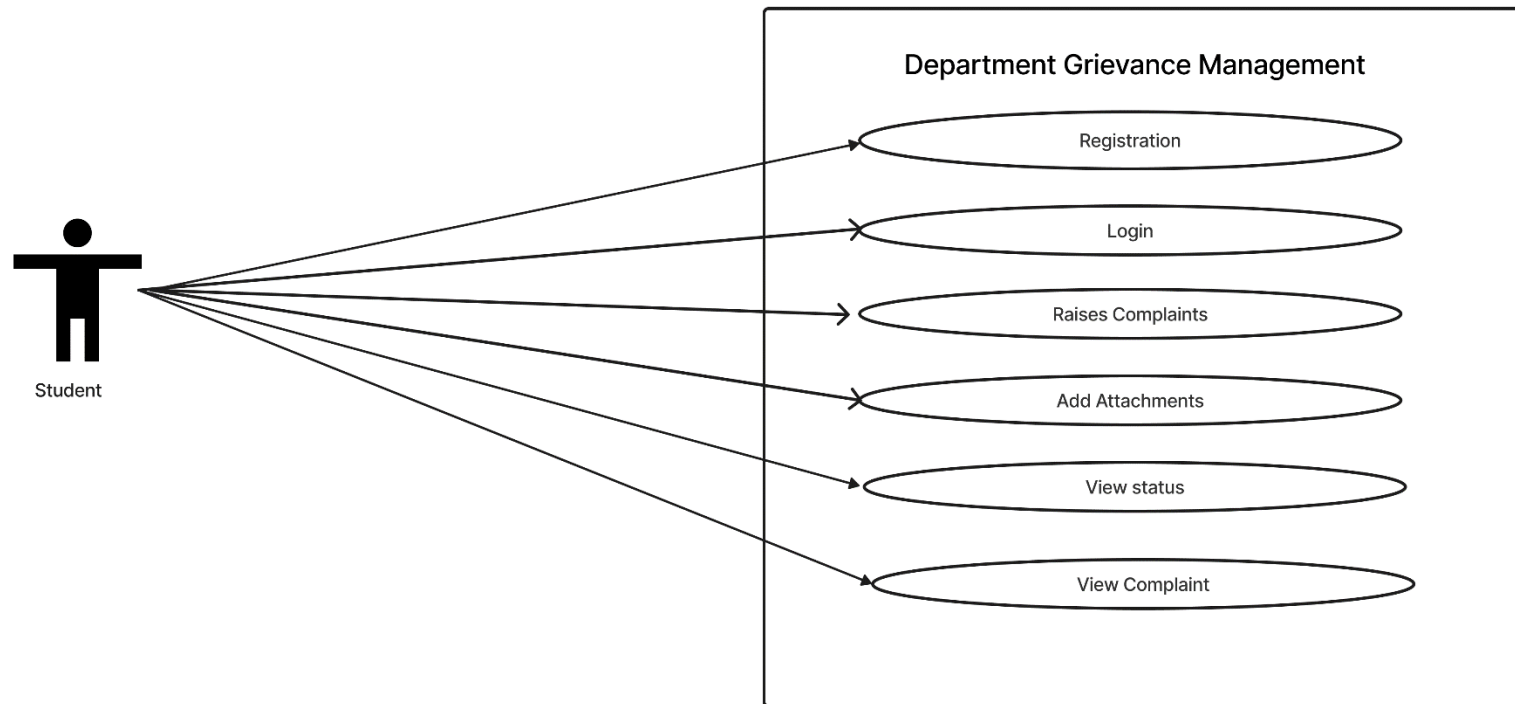 Department Grievance Management
Registration
Login
Raises Complaints
Add Attachments
View status
View Complaint
Student